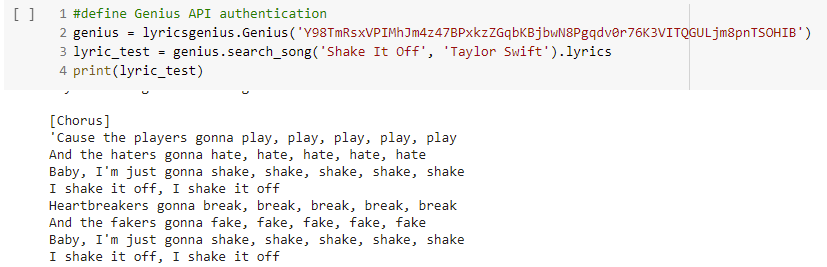 [ ] 1 #define Genius API authentication
2 genius = lyricsgenius.Genius('Y98TmRsxVPIMhJm4z47BPxkzZGqbKBjbwN8Pgqdv0r76K3VITQGULjm8pnTSOHIB')
3 lyric_test = genius.search_song('Shake It Off', 'Taylor Swift').lyrics
4 print(lyric_test)
[Chorus]
'Cause the players gonna play, play, play, play, play
And the haters gonna hate, hate, hate, hate, hate
Baby, I'm just gonna shake, shake, shake, shake, shake
I shake it off, I shake it off
Heartbreakers gonna break, break, break, break, break
And the fakers gonna fake, fake, fake, fake, fake
Baby, I'm just gonna shake, shake, shake, shake, shake
I shake it off, I shake it off